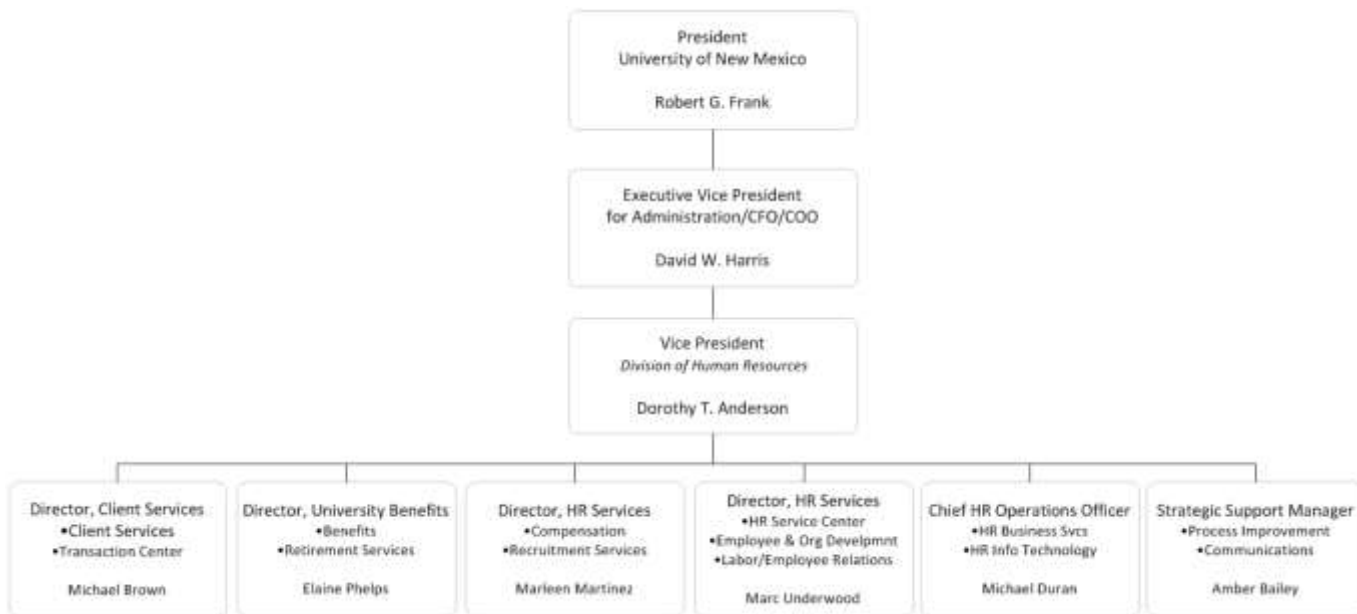 President
University of New Mexico
Robert G. Frank
Executive Vice President
for Administration/CFO/COO
David W. Harris
Vice President
Division of Human Resources
Dorothy T. Anderson
Director, Client Services
•Client Services
•Transaction Center
Michael Brown
Director, University Benefits
•Benefits
•Retirement Services
Elaine Phelps
Director, HR Services
•Compensation
•Recruitment Services
Marleen Martinez
Director, HR Services
•HR Service Center
•Employee & Org Develpmnt
•Labor/Employee Relations
Marc Underwood
Chief HR Operations Officer
•HR Business Svcs
•HR Info Technology
Michael Duran
Strategic Support Manager
•Process Improvement
•Communications
Amber Bailey